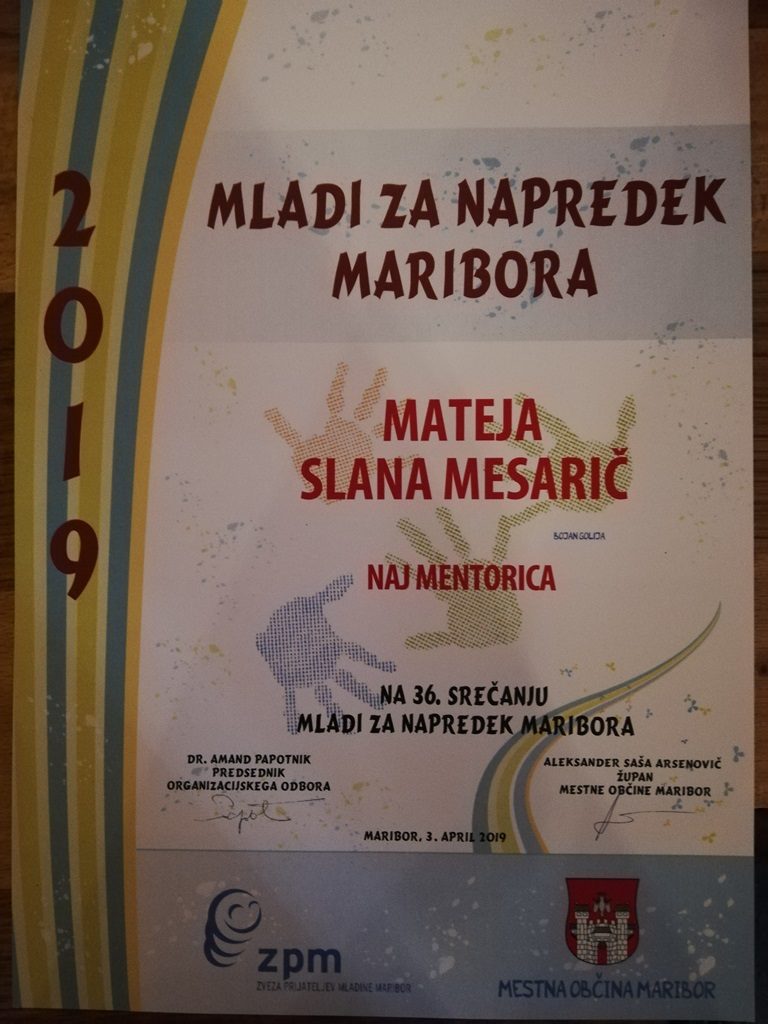 2019
MLADI ZA NAPREDEK
MARIBORA
MATEJA
SLANA MESARIČ
BOJAN GOLIJA
NAJ MENTORICA
NA 36. SREČANJU
MLADI ZA NAPREDEK MARIBORA
DR. AMAND PAPOTNIK
PREDSEDNIK
ORGANIZACIJSKEGA ODBORA
ALEKSANDER SAŠA ARSENOVIČ
ŽUPAN
MESTNE OBČINE MARIBOR
MARIBOR, 3. APRIL 2019
zpm
ZVEZA PRIJATELJEV MLADINE MARIBOR
MESTNA OBČINA MARIBOR